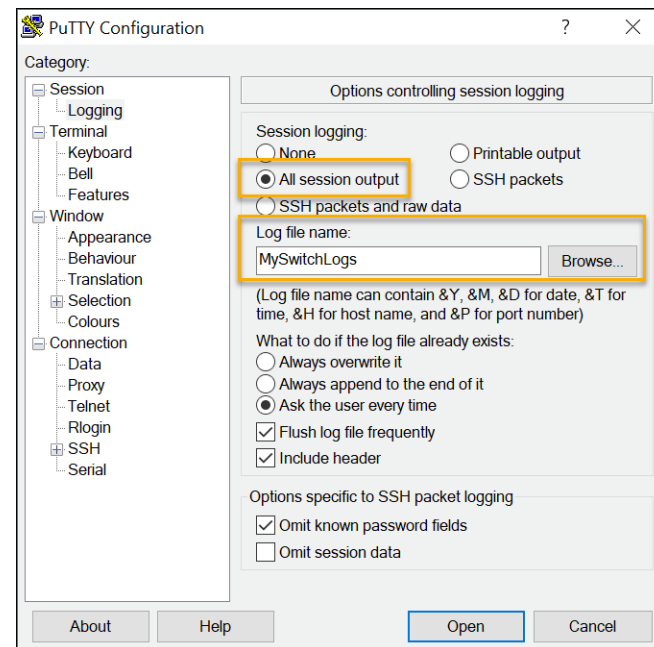 PuTTY Configuration
?
Category:
Session
Logging
Terminal
Keyboard
Bell
Features
Window
Appearance
Behaviour
Translation
Selection
Colours
Connection
Data
Proxy
Telnet
Rlogin
SSH
Serial
Options controlling session logging
Session logging:
None
Printable output
All session output
SSH packets
SSH packets and raw data
Log file name:
MySwitchLogs
Browse...
(Log file name can contain &Y, &M, &D for date, &T for
time, &H for host name, and &P for port number)
What to do if the log file already exists:
Always overwrite it
Always append to the end of it
Ask the user every time
Flush log file frequently
Include header
Options specific to SSH packet logging
Omit known password fields
Omit session data
About
Help
Open
Cancel